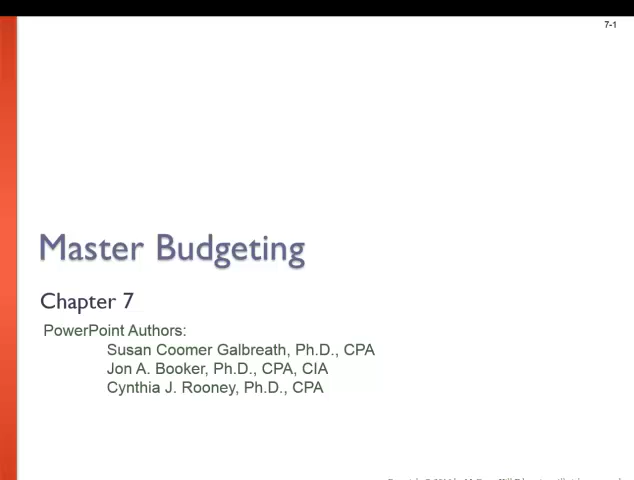 7-1
Master Budgeting
Chapter 7
PowerPoint Authors:
Susan Coomer Galbreath, Ph.D., CPA
Jon A. Booker, Ph.D., CPA, CIA
Cynthia J. Rooney, Ph.D., CPA